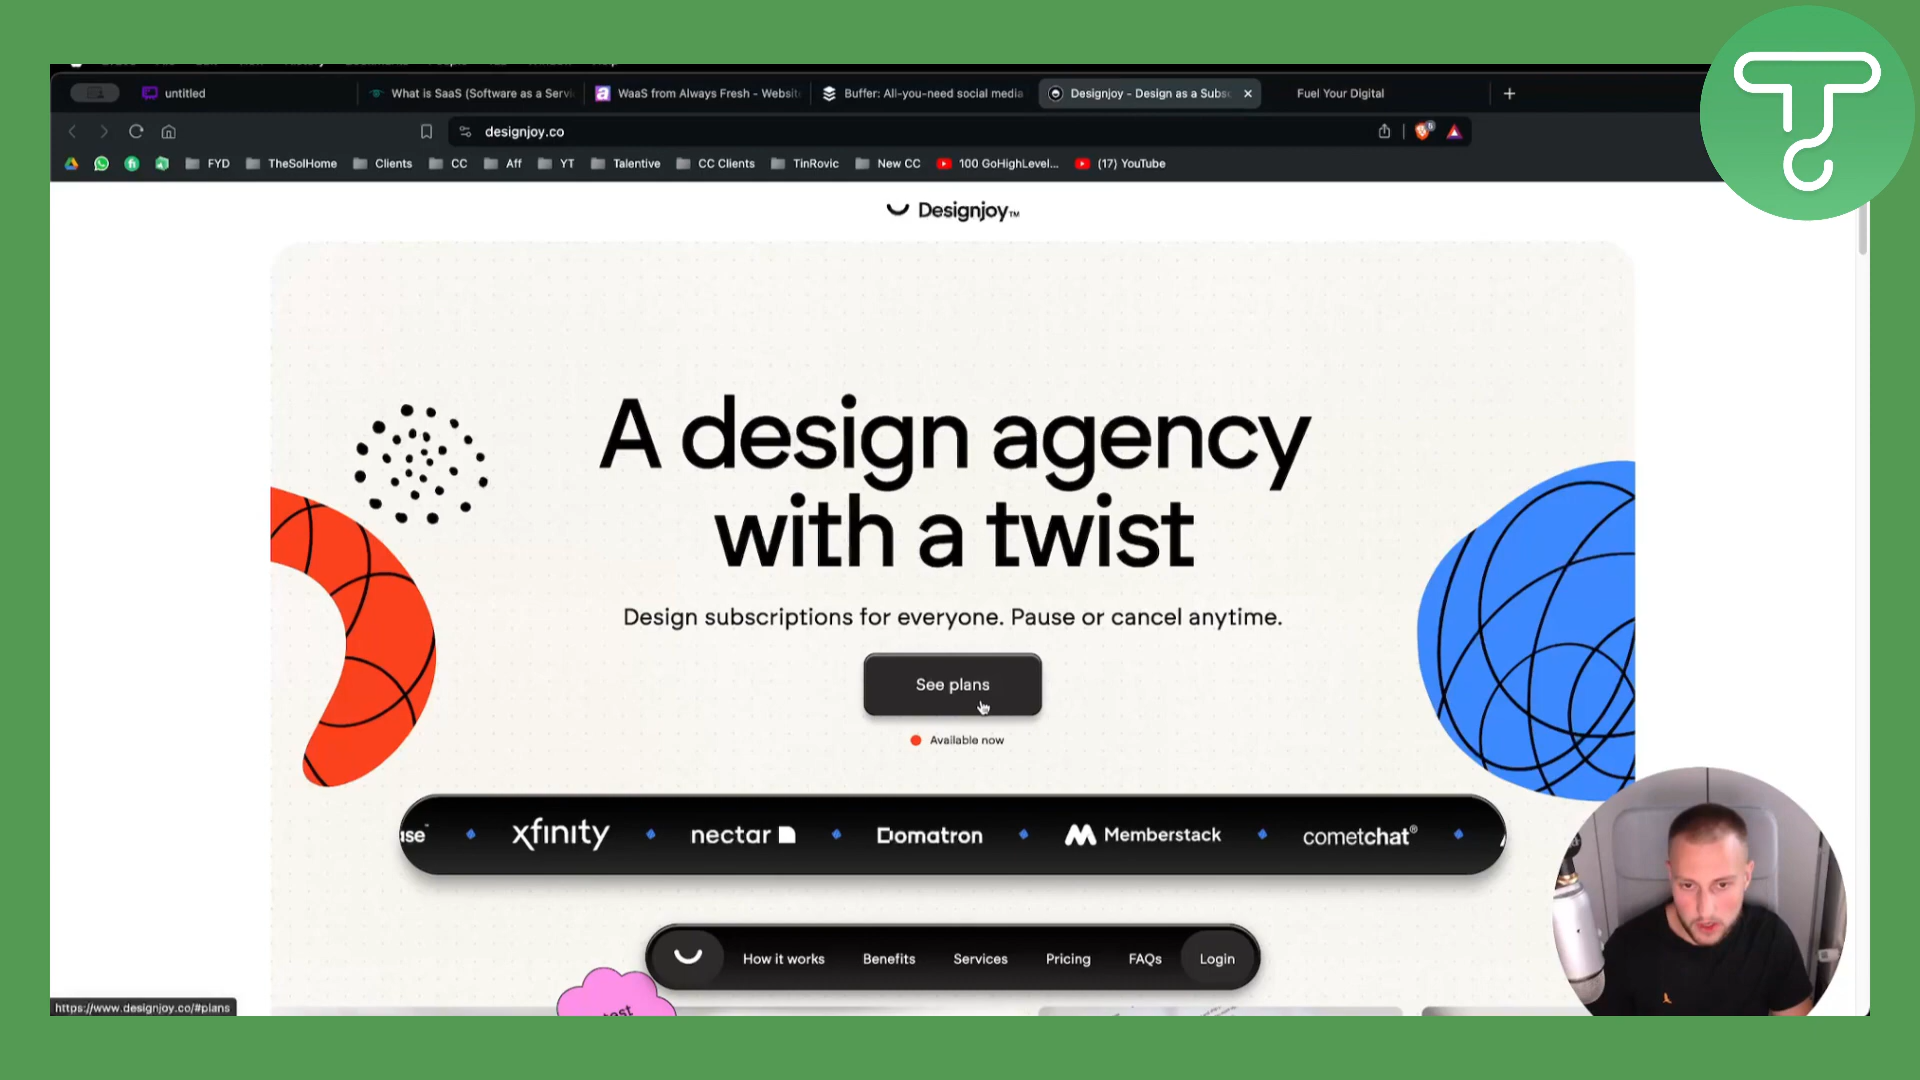 untitled
What is SaaS (Software as a Servi
WaaS from Always Fresh - Website
Buffer: All-you-need social media
Designjoy - Design as a Subsc
Fuel Your Digital
designjoy.co
FYD
TheSolHome
Clients
CC
Aff
YT
Talentive
CC Clients
TinRovic
New CC
100 GoHighLevel...
(17) YouTube
Designjoy™
A design agency
with a twist
Design subscriptions for everyone. Pause or cancel anytime.
See plans
Available now
xfinity
nectar
Domatron
Memberstack
cometchat®
How it works
Benefits
Services
Pricing
FAQs
Login
https://www.designjoy.co/#plans